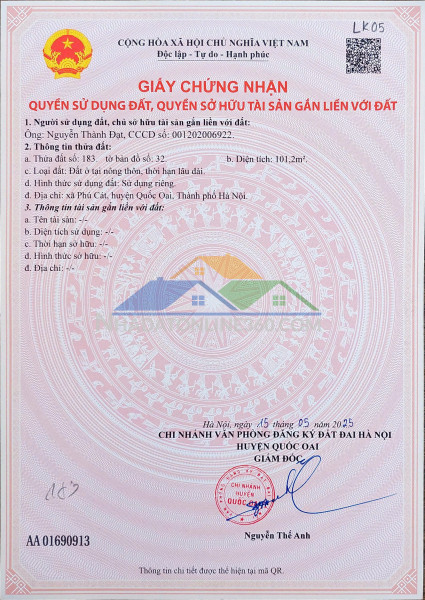 LK05
CỘNG HÒA XÃ HỘI CHỦ NGHĨA VIỆT NAM
Độc lập - Tự do - Hạnh phúc
GIẤY CHỨNG NHẬN
QUYỀN SỬ DỤNG ĐẤT, QUYỀN SỞ HỮU TÀI SẢN GẮN LIỀN VỚI ĐẤT
1. Người sử dụng đất, chủ sở hữu tài sản gắn liền với đất:
Ông: Nguyễn Thành Đạt, CCCD số: 001202006922.
2. Thông tin thửa đất:
a. Thửa đất số: 183. tờ bản đồ số: 32. b. Diện tích: 101,2m².
c. Loại đất: Đất ở tại nông thôn, thời hạn lâu dài.
d. Hình thức sử dụng đất: Sử dụng riêng.
đ. Địa chỉ: xã Phú Cát, huyện Quốc Oai, Thành phố Hà Nội.
3. Thông tin tài sản gắn liền với đất:
a. Tên tài sản: -/-
b. Diện tích sử dụng: -/-
c. Thời hạn sở hữu: -/-
d. Hình thức sở hữu: -/-
đ. Địa chỉ: -/-
NHADATONLINE360.COM
Hà Nội, ngày 15 tháng 05 năm 2025
CHI NHÁNH VĂN PHÒNG ĐĂNG KÝ ĐẤT ĐAI HÀ NỘI
HUYỆN QUỐC OAI
GIÁM ĐỐC
CHI NHÁNH
HUYỆN
QUỐC OAI
183
Nguyễn Thế Anh
AA 01690913
Thông tin chi tiết được thể hiện tại mã QR.